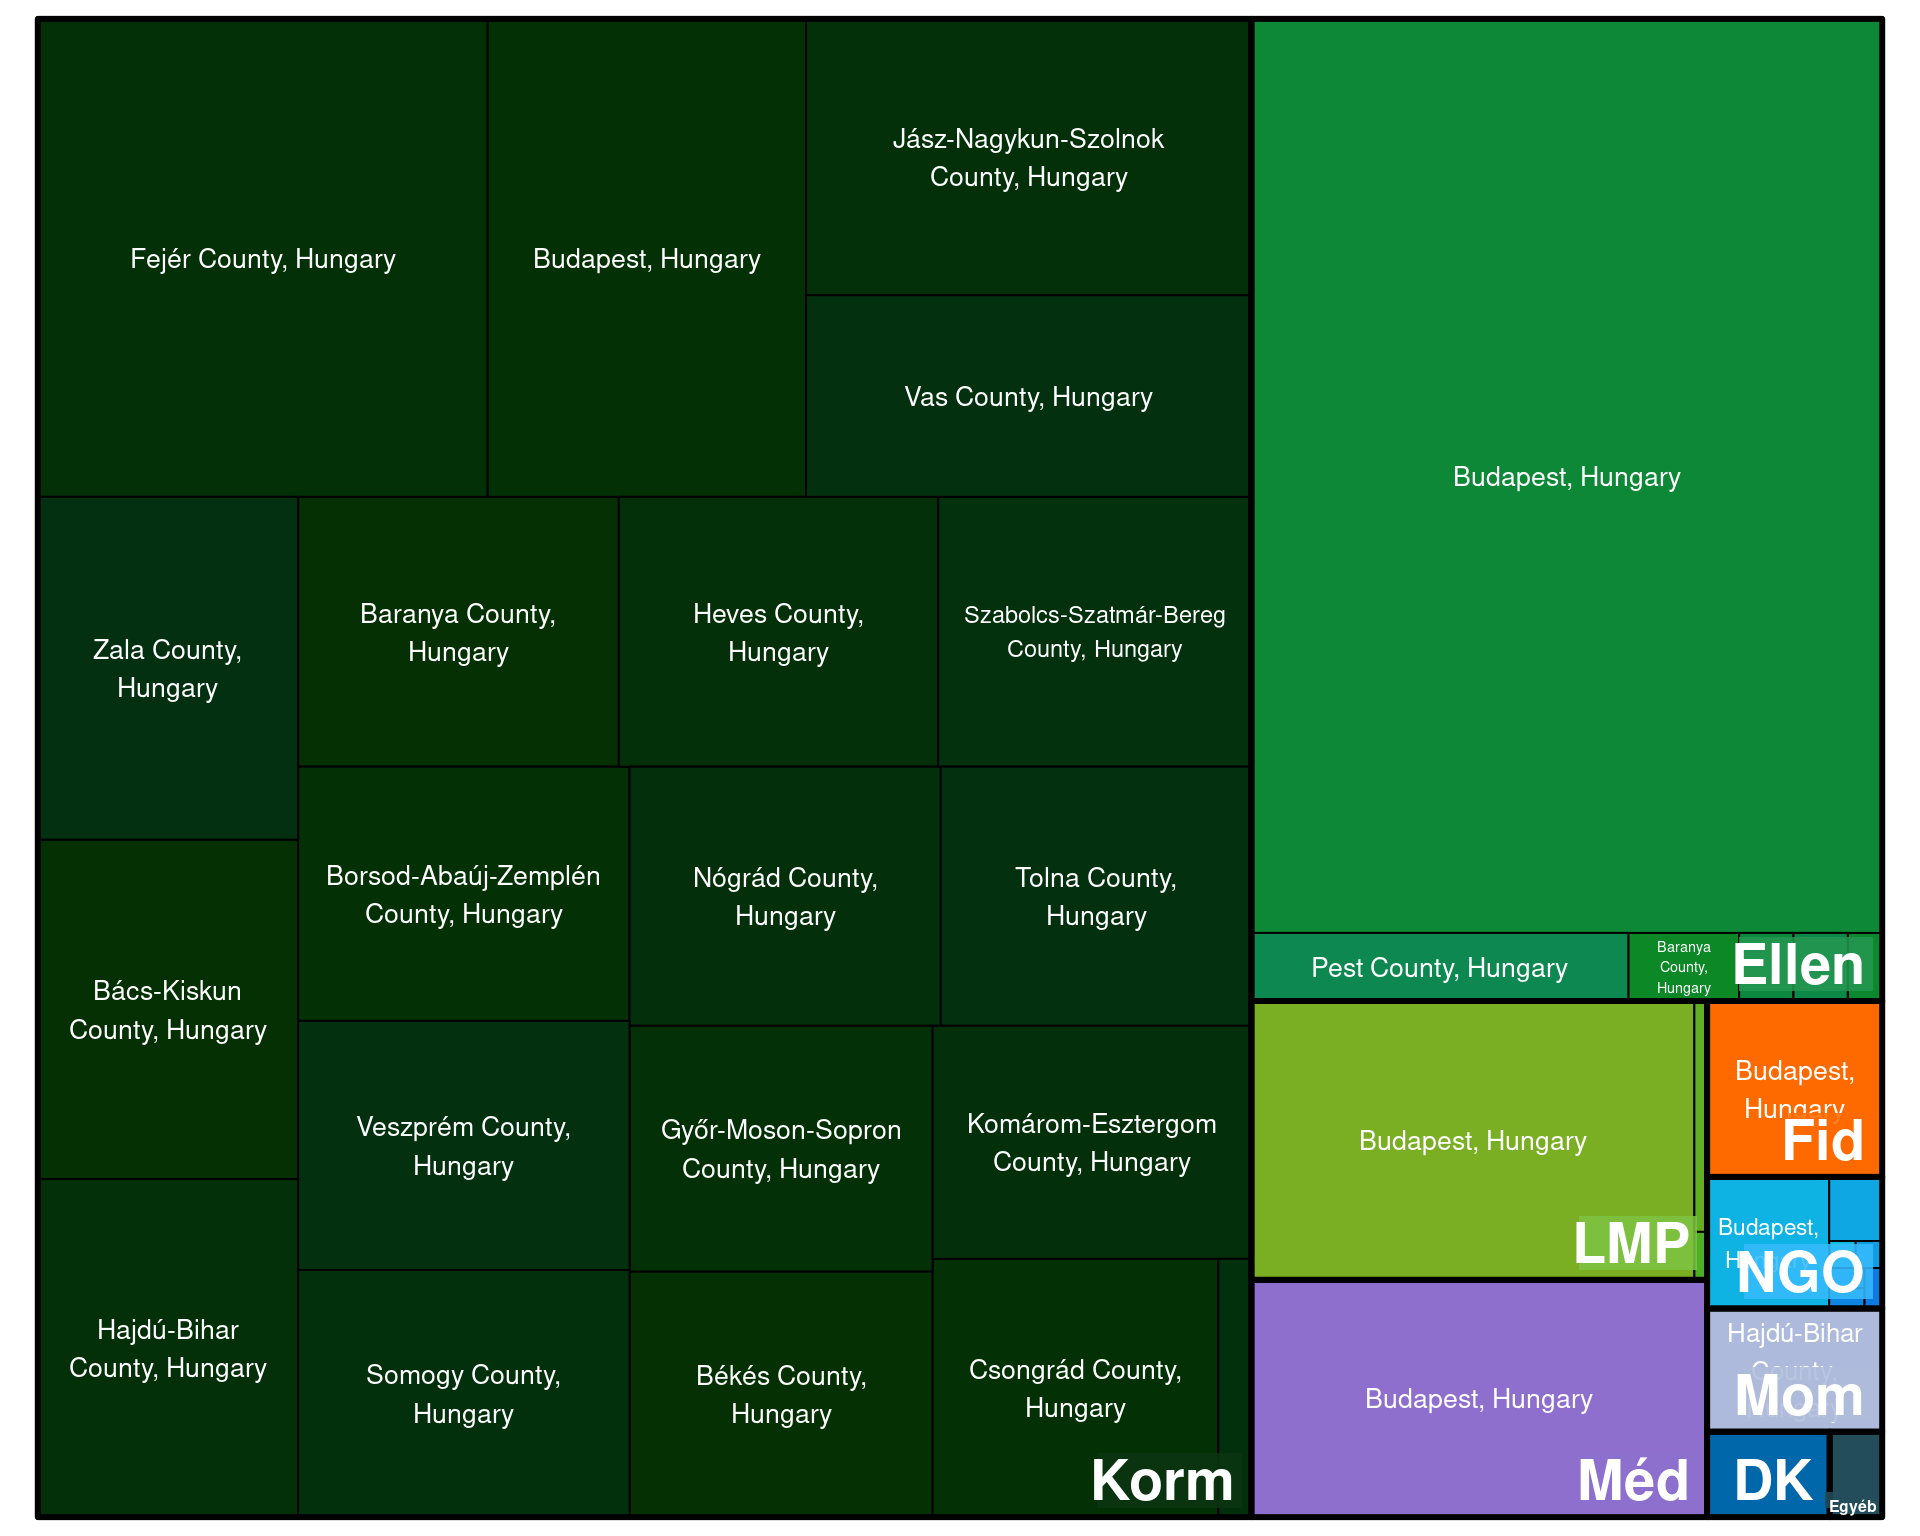 Fejér County, Hungary
Budapest, Hungary
Jász-Nagykun-Szolnok
County, Hungary
Vas County, Hungary
Zala County,
Hungary
Baranya County,
Hungary
Heves County,
Hungary
Szabolcs-Szatmár-Bereg
County, Hungary
Bács-Kiskun
County, Hungary
Borsod-Abaúj-Zemplén
County, Hungary
Nógrád County,
Hungary
Tolna County,
Hungary
Hajdú-Bihar
County, Hungary
Veszprém County,
Hungary
Győr-Moson-Sopron
County, Hungary
Komárom-Esztergom
County, Hungary
Somogy County,
Hungary
Békés County,
Hungary
Csongrád County,
Hungary
Korm
Budapest, Hungary
Pest County, Hungary
Baranya
County,
Hungary
Ellen
Budapest, Hungary
LMP
Budapest, Hungary
Méd
Budapest,
Hungary
Fid
Budapest,
NGO
Hajdú-Bihar
County,
Mom
DK
Egyéb